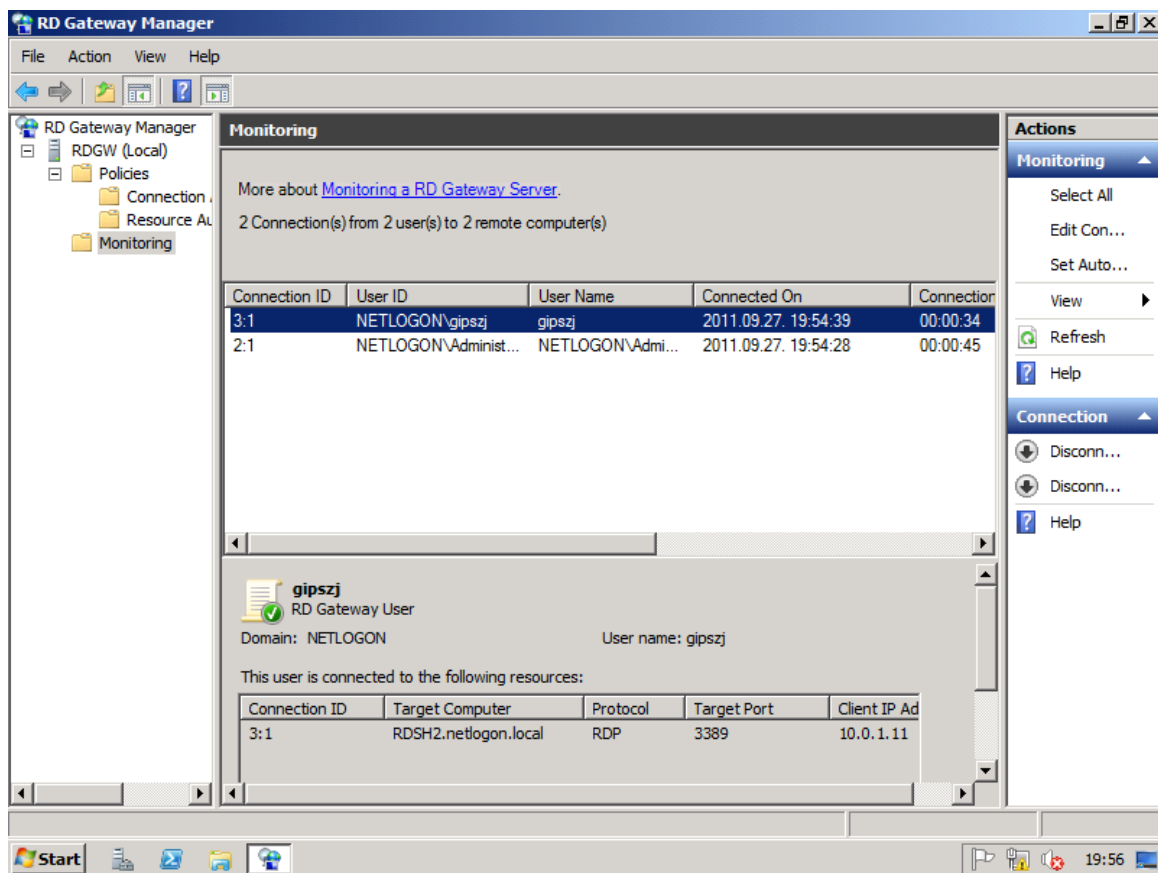 RD Gateway Manager
File Action View Help
RD Gateway Manager
RDGW (Local)
Policies
Connection
Resource Au
Monitoring
Monitoring
More about Monitoring a RD Gateway Server.
2 Connection(s) from 2 user(s) to 2 remote computer(s)
Connection ID User ID User Name Connected On Connection
3:1 NETLOGON\gipszj gipszj 2011.09.27. 19:54:39 00:00:34
2:1 NETLOGON\Administ... NETLOGON\Admi... 2011.09.27. 19:54:28 00:00:45
gipszj
RD Gateway User
Domain: NETLOGON User name: gipszj
This user is connected to the following resources:
Connection ID Target Computer Protocol Target Port Client IP Ad
3:1 RDSH2.netlogon.local RDP 3389 10.0.1.11
Actions
Monitoring
Select All
Edit Con...
Set Auto...
View
Refresh
Help
Connection
Disconn...
Disconn...
Help
Start 19:56